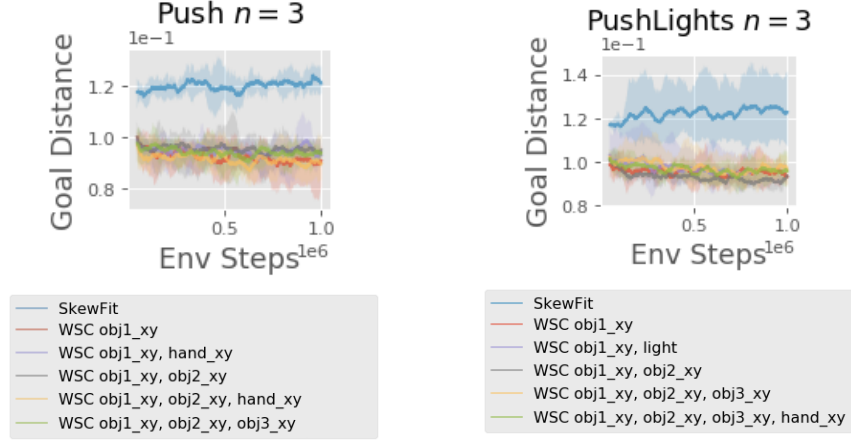 Push n = 3
1e−1
Goal Distance
1.2
1.0
0.8
0.5
1.0
Env Steps
1e6
SkewFit
WSC obj1_xy
WSC obj1_xy, hand_xy
WSC obj1_xy, obj2_xy
WSC obj1_xy, obj2_xy, hand_xy
WSC obj1_xy, obj2_xy, obj3_xy
PushLights n = 3
1e−1
Goal Distance
1.4
1.2
1.0
0.8
0.5
1.0
Env Steps
1e6
SkewFit
WSC obj1_xy
WSC obj1_xy, light
WSC obj1_xy, obj2_xy
WSC obj1_xy, obj2_xy, obj3_xy
WSC obj1_xy, obj2_xy, obj3_xy, hand_xy